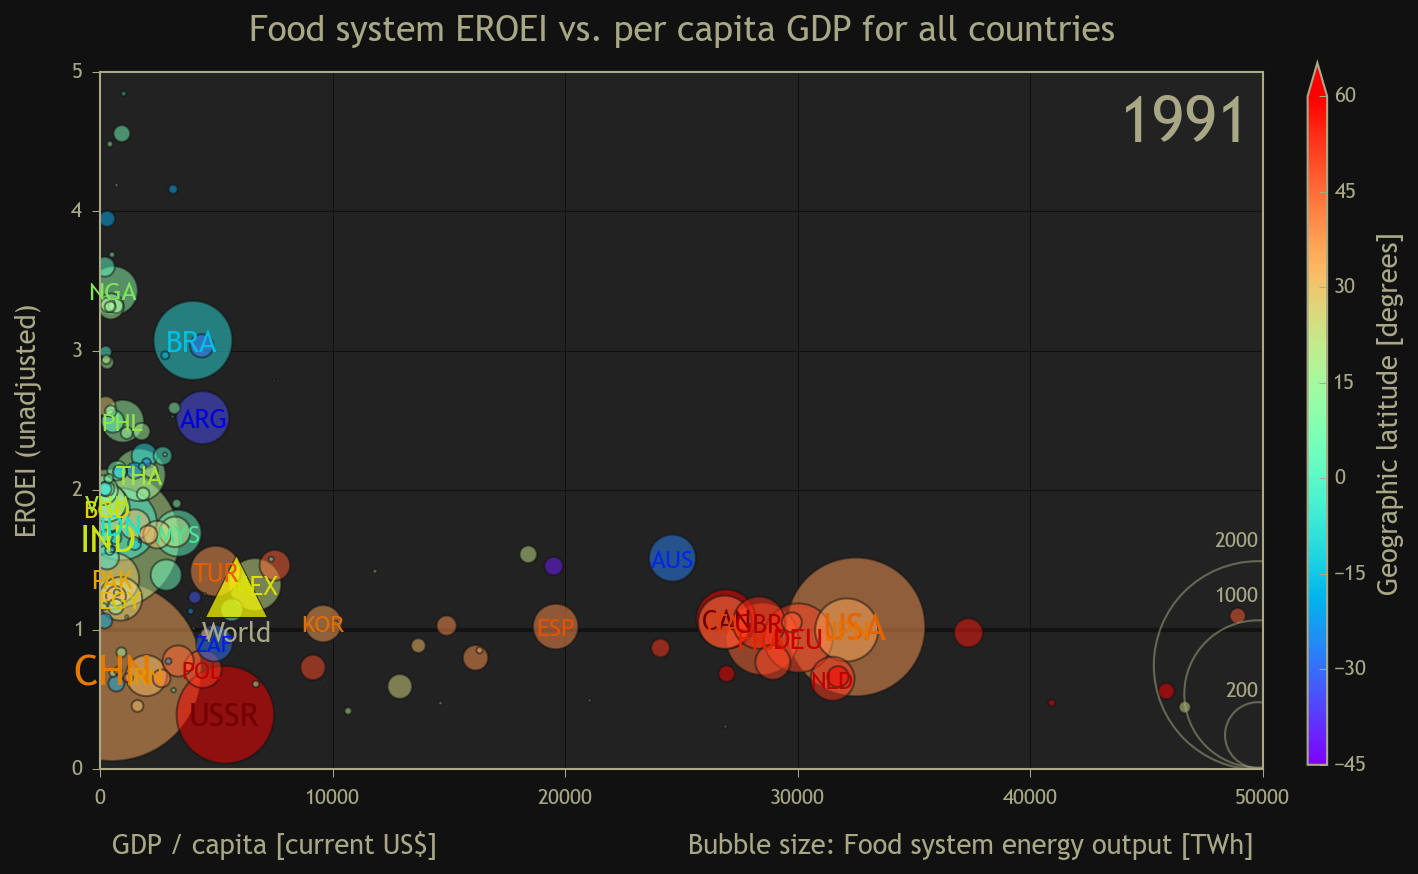 Food system EROEI vs. per capita GDP for all countries
1991
EROEI (unadjusted)
5
4
3
2
1
0
NGA
BRA
PHL
ARG
THA
IND
MYS
PAK
TUR
AUS
World
KOR
ESP
CAN
GBR
DEU
USA
ZAF
CHN
POL
NLD
USSR
2000
1000
200
0
10000
20000
30000
40000
50000
GDP / capita [current US$]
Bubble size: Food system energy output [TWh]
60
45
30
15
0
−15
−30
−45
Geographic latitude [degrees]